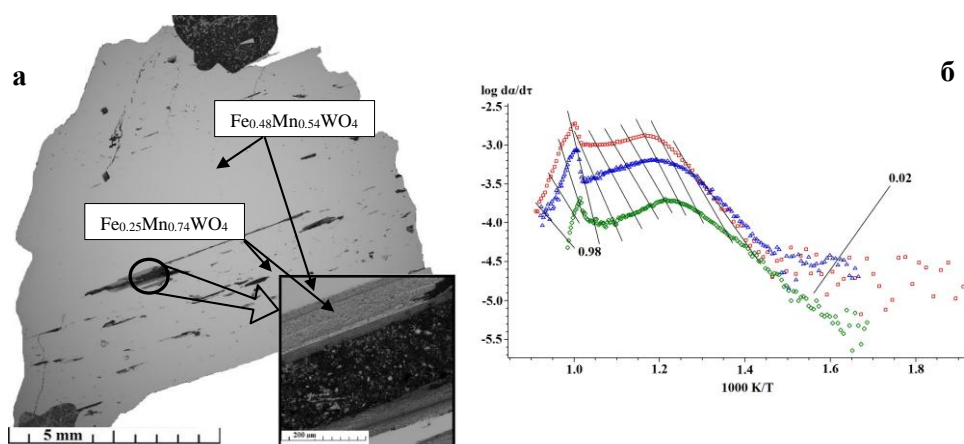 а
Fe0.48Mn0.54WO4
Fe0.25Mn0.74WO4
5 mm
200 µm
б
log dα/dτ
-2.5
-3.0
-3.5
-4.0
-4.5
-5.0
-5.5
0.02
0.98
1.0 1.2 1.4 1.6 1.8
1000 K/T